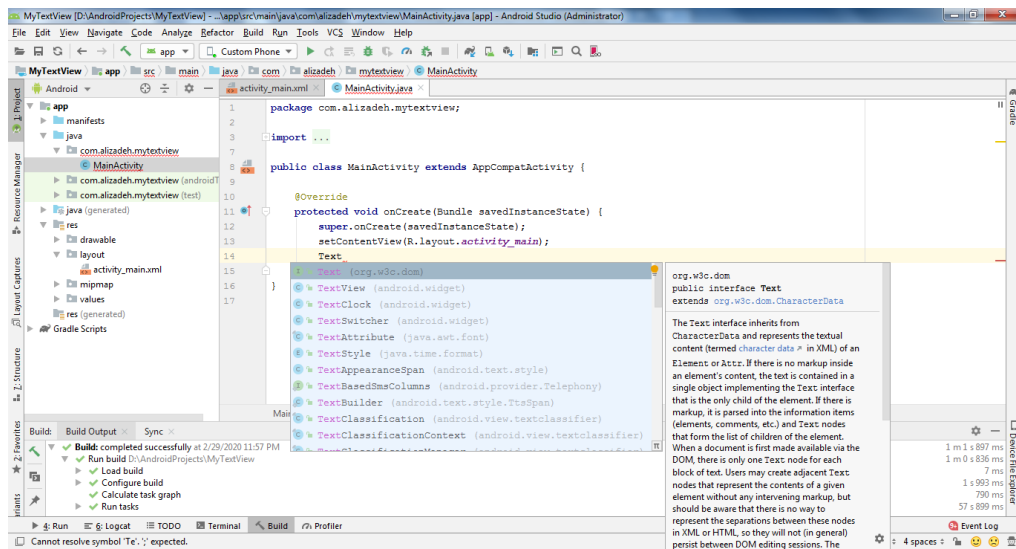 MyTextView [D:\AndroidProjects\MyTextView] - ...\app\src\main\java\com\alizadeh\mytextview\MainActivity.java [app] - Android Studio (Administrator)
File Edit View Navigate Code Analyze Refactor Build Run Tools VCS Window Help
app Custom Phone
MyTextView app src main java com alizadeh mytextview MainActivity
1: Project
Resource Manager
Layout Captures
7: Structure
2: Favorites
Android
app
manifests
java
com.alizadeh.mytextview
MainActivity
com.alizadeh.mytextview (androidT
com.alizadeh.mytextview (test)
java (generated)
res
drawable
layout
activity_main.xml
mipmap
values
res (generated)
Gradle Scripts
activity_main.xml MainActivity.java
1 package com.alizadeh.mytextview;
2
3 import ...
7
8 public class MainActivity extends AppCompatActivity {
9
10 @Override
11 protected void onCreate(Bundle savedInstanceState) {
12 super.onCreate(savedInstanceState);
13 setContentView(R.layout.activity_main);
14 Text
15
16 }
17
Text (org.w3c.dom)
TextView (android.widget)
TextClock (android.widget)
TextSwitcher (android.widget)
TextAttribute (java.awt.font)
TextStyle (java.time.format)
TextAppearanceSpan (android.text.style)
TextBasedSmsColumns (android.provider.Telephony)
TextBuilder (android.text.style.TtsSpan)
TextClassification (android.view.textclassifier)
TextClassificationContext (android.view.textclassifier)
π
org.w3c.dom
public interface Text
extends org.w3c.dom.CharacterData
The Text interface inherits from
CharacterData and represents the textual
content (termed character data in XML) of an
Element or Attr. If there is no markup inside
an element's content, the text is contained in
a single object implementing the Text interface
that is the only child of the element. If there is
markup, it is parsed into the information items
(elements, comments, etc.) and Text nodes
that form the list of children of the element.
When a document is first made available via the
DOM, there is only one Text node for each
block of text. Users may create adjacent Text
nodes that represent the contents of a given
element without any intervening markup, but
should be aware that there is no way to
represent the separations between these nodes
in XML or HTML, so they will not (in general)
persist between DOM editing sessions. The
Gradle
Device File Explorer
Build: Build Output Sync
Build: completed successfully at 2/29/2020 11:57 PM 1 m 1 s 897 ms
Run build D:\AndroidProjects\MyTextView 1 m 0 s 836 ms
Load build 7 ms
Configure build 1 s 993 ms
Calculate task graph 790 ms
Run tasks 57 s 899 ms
4: Run 6: Logcat TODO Terminal Build Profiler Event Log
Cannot resolve symbol 'Te'. ';' expected. 4 spaces